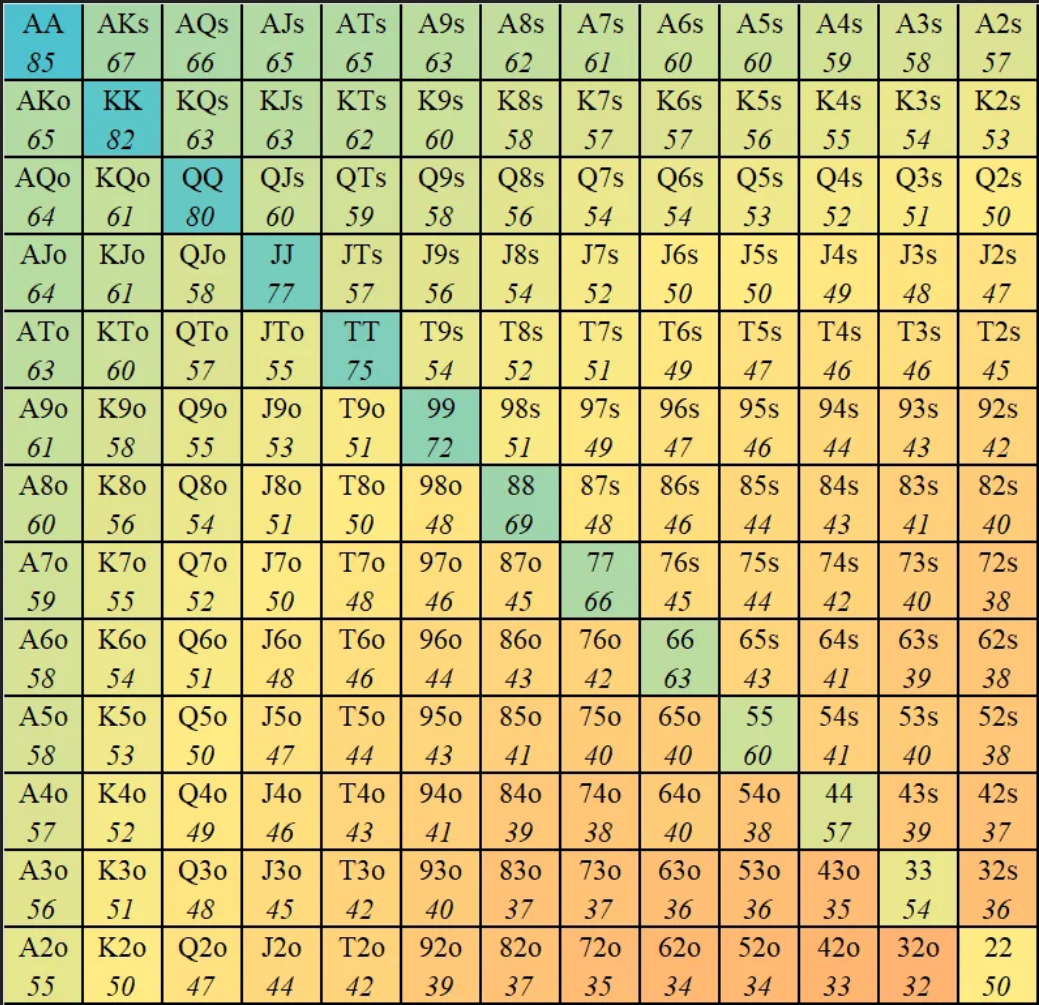 AA AKs AQs AJs ATs A9s A8s A7s A6s A5s A4s A3s A2s
85 67 66 65 65 63 62 61 60 60 59 58 57
AKo KK KQs KJs KTs K9s K8s K7s K6s K5s K4s K3s K2s
65 82 63 63 62 60 58 57 57 56 55 54 53
AQo KQo QQ QJs QTs Q9s Q8s Q7s Q6s Q5s Q4s Q3s Q2s
64 61 80 60 59 58 56 54 54 53 52 51 50
AJo KJo QJo JJ JTs J9s J8s J7s J6s J5s J4s J3s J2s
64 61 58 77 57 56 54 52 50 50 49 48 47
ATo KTo QTo JTo TT T9s T8s T7s T6s T5s T4s T3s T2s
63 60 57 55 75 54 52 51 49 47 46 46 45
A9o K9o Q9o J9o T9o 99 98s 97s 96s 95s 94s 93s 92s
61 58 55 53 51 72 51 49 47 46 44 43 42
A8o K8o Q8o J8o T8o 98o 88 87s 86s 85s 84s 83s 82s
60 56 54 51 50 48 69 48 46 44 43 41 40
A7o K7o Q7o J7o T7o 97o 87o 77 76s 75s 74s 73s 72s
59 55 52 50 48 46 45 66 45 44 42 40 38
A6o K6o Q6o J6o T6o 96o 86o 76o 66 65s 64s 63s 62s
58 54 51 48 46 44 43 42 63 43 41 39 38
A5o K5o Q5o J5o T5o 95o 85o 75o 65o 55 54s 53s 52s
58 53 50 47 44 43 41 40 40 60 41 40 38
A4o K4o Q4o J4o T4o 94o 84o 74o 64o 54o 44 43s 42s
57 52 49 46 43 41 39 38 40 38 57 39 37
A3o K3o Q3o J3o T3o 93o 83o 73o 63o 53o 43o 33 32s
56 51 48 45 42 40 37 37 36 36 35 54 36
A2o K2o Q2o J2o T2o 92o 82o 72o 62o 52o 42o 32o 22
55 50 47 44 42 39 37 35 34 34 33 32 50